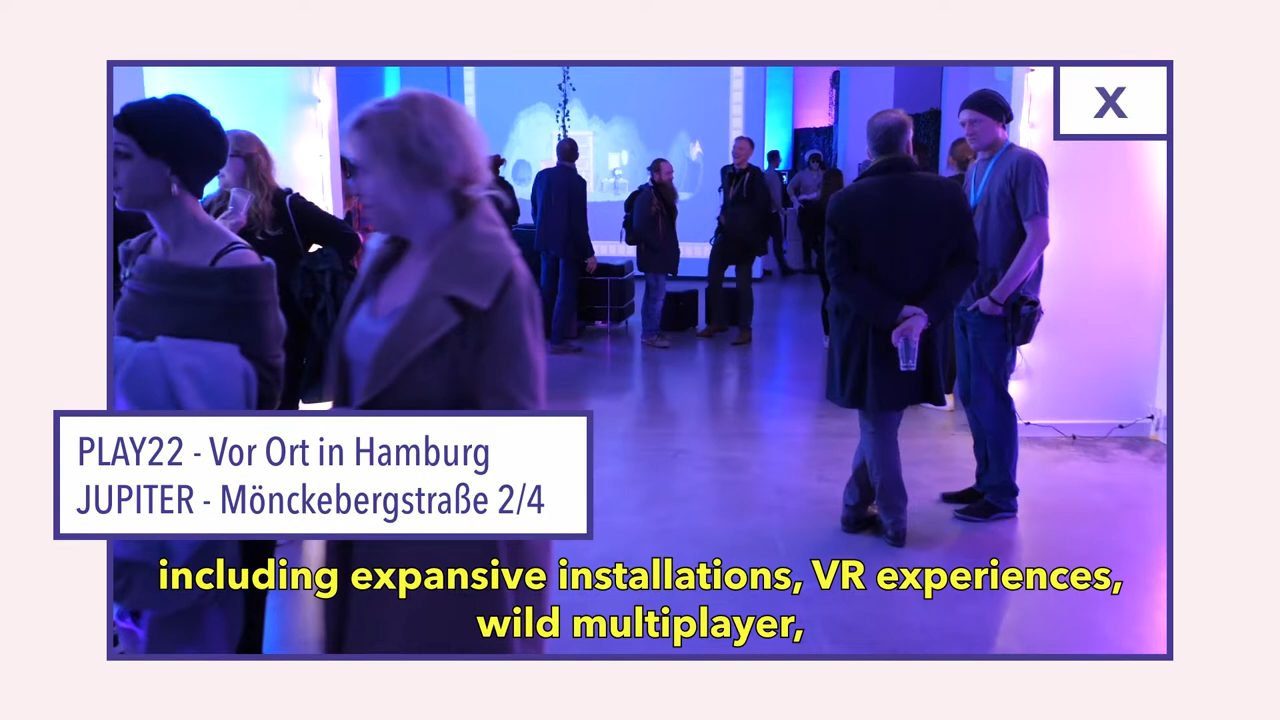 X
PLAY22 - Vor Ort in Hamburg
JUPITER - Mönckebergstraße 2/4
including expansive installations, VR experiences,
wild multiplayer,